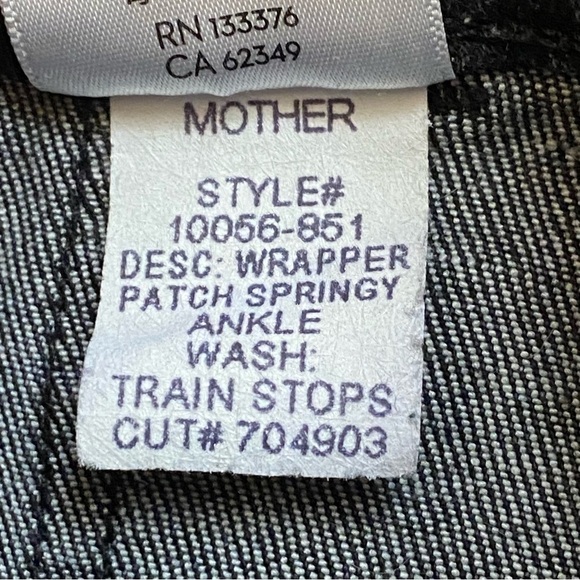 RN 133376
CA 62349
MOTHER
STYLE#
10056-851
DESC: WRAPPER
PATCH SPRINGY
ANKLE
WASH:
TRAIN STOPS
CUT# 704903